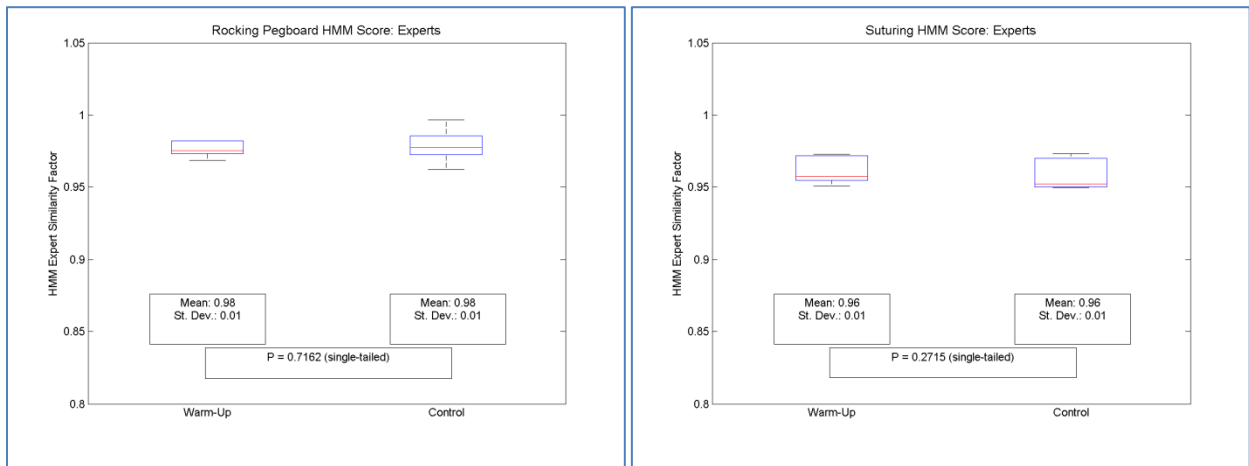 Rocking Pegboard HMM Score: Experts
1.05
1
0.95
0.9
0.85
0.8
HMM Expert Similarity Factor
Mean: 0.98
St. Dev.: 0.01
Mean: 0.98
St. Dev.: 0.01
P = 0.7162 (single-tailed)
Warm-Up
Control
Suturing HMM Score: Experts
1.05
1
0.95
0.9
0.85
0.8
HMM Expert Similarity Factor
Mean: 0.96
St. Dev.: 0.01
Mean: 0.96
St. Dev.: 0.01
P = 0.2715 (single-tailed)
Warm-Up
Control